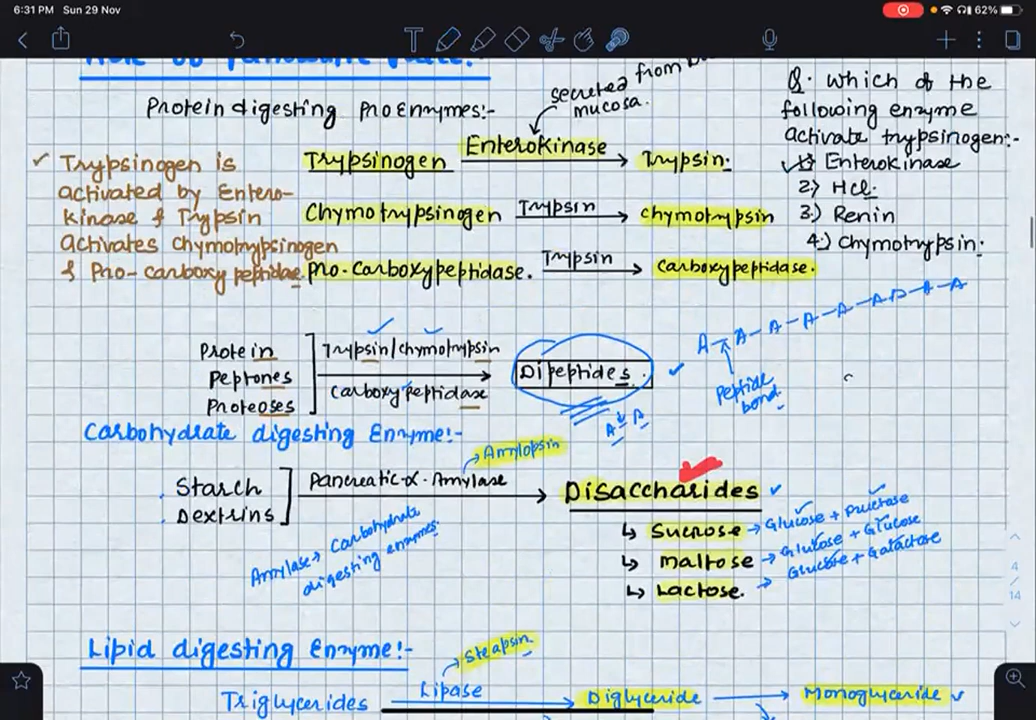 6:31 PM Sun 29 Nov
62%
Protein digesting ProEnzymes:-
secreted from
mucosa.
Trypsinogen Enterokinase Trypsin:
Chymotrypsinogen Trypsin chymotrypsin
Pro-Carboxypeptidase. Trypsin Carboxypeptidase.
✓ Trypsinogen is
activated by Entero-
kinase & Trypsin
activates chymotrypsinogen
& Pro-carboxy peptidase.
Q. which of the
following enzyme
activate trypsinogen:-
1) Enterokinase
2.) HCl.
3.) Renin
4.) Chymotrypsin.
Protein
Peptones
Proteoses
Trypsin/chymotrypsin
Carboxypeptidase
Dipeptides.
A - A
A-A-A-A-A-A-A-A-A
Peptide
bond.
Carbohydrate digesting Enzyme:-
Amylopsin
Starch
Dextrins
Pancreatic-α-Amylase
Disaccharides
↳ Sucrose → Glucose + Fructose
↳ maltose → Glucose + Glucose
↳ Lactose. → Glucose + Galactose
Amylase → Carbohydrate
digesting enzymes.
4
/
14
Lipid digesting Enzyme:-
Steapsin
Triglycerides Lipase Diglyceride Monoglyceride